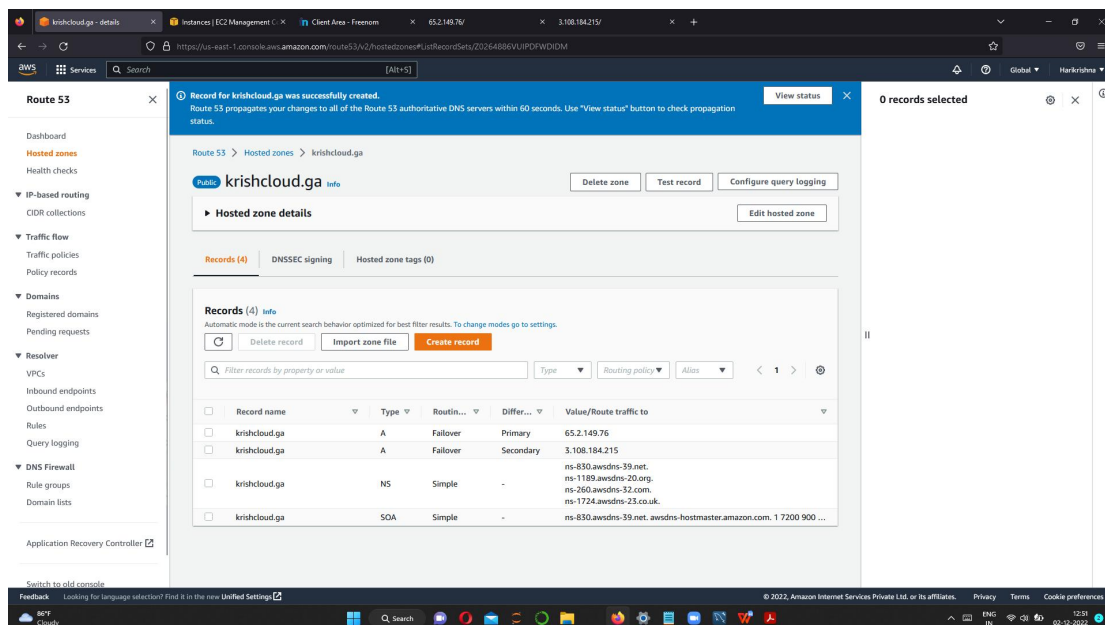 krishcloud.ga - details
Instances | EC2 Management C
Client Area - Freenom
65.2.149.76/
3.108.184.215/
https://us-east-1.console.aws.amazon.com/route53/v2/hostedzones#ListRecordSets/Z0264886VUIPDFWDIDM
aws
Services
Search
[Alt+S]
Global
Harikrishna
Route 53
Dashboard
Hosted zones
Health checks
IP-based routing
CIDR collections
Traffic flow
Traffic policies
Policy records
Domains
Registered domains
Pending requests
Resolver
VPCs
Inbound endpoints
Outbound endpoints
Rules
Query logging
DNS Firewall
Rule groups
Domain lists
Application Recovery Controller
Switch to old console
Record for krishcloud.ga was successfully created.
Route 53 propagates your changes to all of the Route 53 authoritative DNS servers within 60 seconds. Use "View status" button to check propagation
status.
View status
Route 53 > Hosted zones > krishcloud.ga
Public krishcloud.ga Info
Delete zone
Test record
Configure query logging
Hosted zone details
Edit hosted zone
Records (4)
DNSSEC signing
Hosted zone tags (0)
Records (4) Info
Automatic mode is the current search behavior optimized for best filter results. To change modes go to settings.
Delete record
Import zone file
Create record
Filter records by property or value
Type
Routing policy
Alias
1
Record name Type Routin... Differ... Value/Route traffic to
krishcloud.ga A Failover Primary 65.2.149.76
krishcloud.ga A Failover Secondary 3.108.184.215
krishcloud.ga NS Simple - ns-830.awsdns-39.net.
ns-1189.awsdns-20.org.
ns-260.awsdns-32.com.
ns-1724.awsdns-23.co.uk.
krishcloud.ga SOA Simple - ns-830.awsdns-39.net. awsdns-hostmaster.amazon.com. 1 7200 900 ...
0 records selected
Feedback Looking for language selection? Find it in the new Unified Settings
© 2022, Amazon Internet Services Private Ltd. or its affiliates. Privacy Terms Cookie preferences
86°F
Cloudy
Search
ENG
IN
12:51
02-12-2022